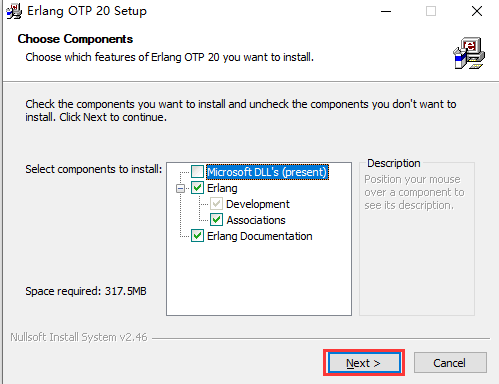 Erlang OTP 20 Setup
Choose Components
Choose which features of Erlang OTP 20 you want to install.
Check the components you want to install and uncheck the components you don't want to
install. Click Next to continue.
Select components to install:
Microsoft DLL's (present)
Erlang
Development
Associations
Erlang Documentation
Description
Position your mouse
over a component to
see its description.
Space required: 317.5MB
Nullsoft Install System v2.46
Next >
Cancel